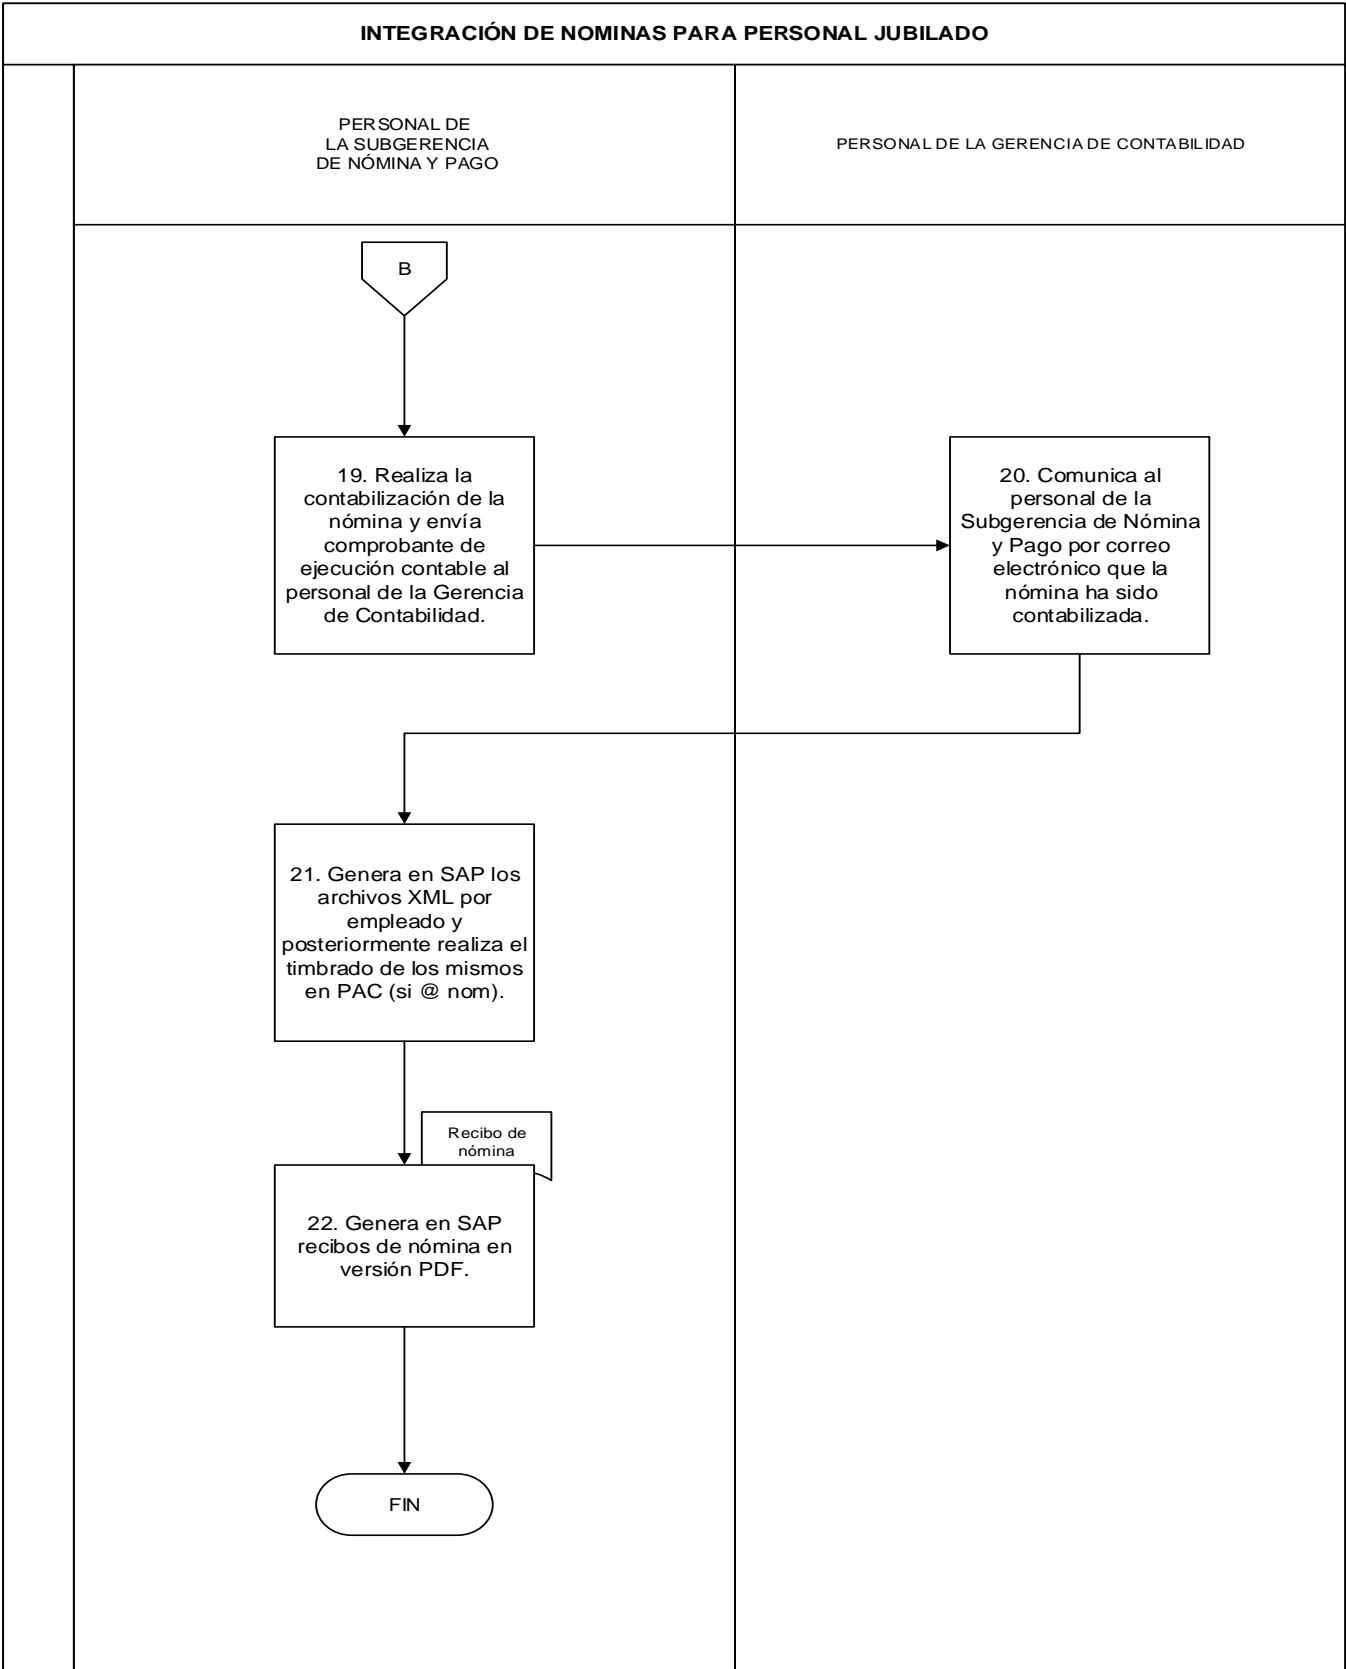 INTEGRACIÓN DE NOMINAS PARA PERSONAL JUBILADO
PERSONAL DE
LA SUBGERENCIA
DE NÓMINA Y PAGO
PERSONAL DE LA GERENCIA DE CONTABILIDAD
B
19. Realiza la
contabilización de la
nómina y envía
comprobante de
ejecución contable al
personal de la Gerencia
de Contabilidad.
20. Comunica al
personal de la
Subgerencia de Nómina
y Pago por correo
electrónico que la
nómina ha sido
contabilizada.
21. Genera en SAP los
archivos XML por
empleado y
posteriormente realiza el
timbrado de los mismos
en PAC (si @ nom).
Recibo de
nómina
22. Genera en SAP
recibos de nómina en
versión PDF.
FIN